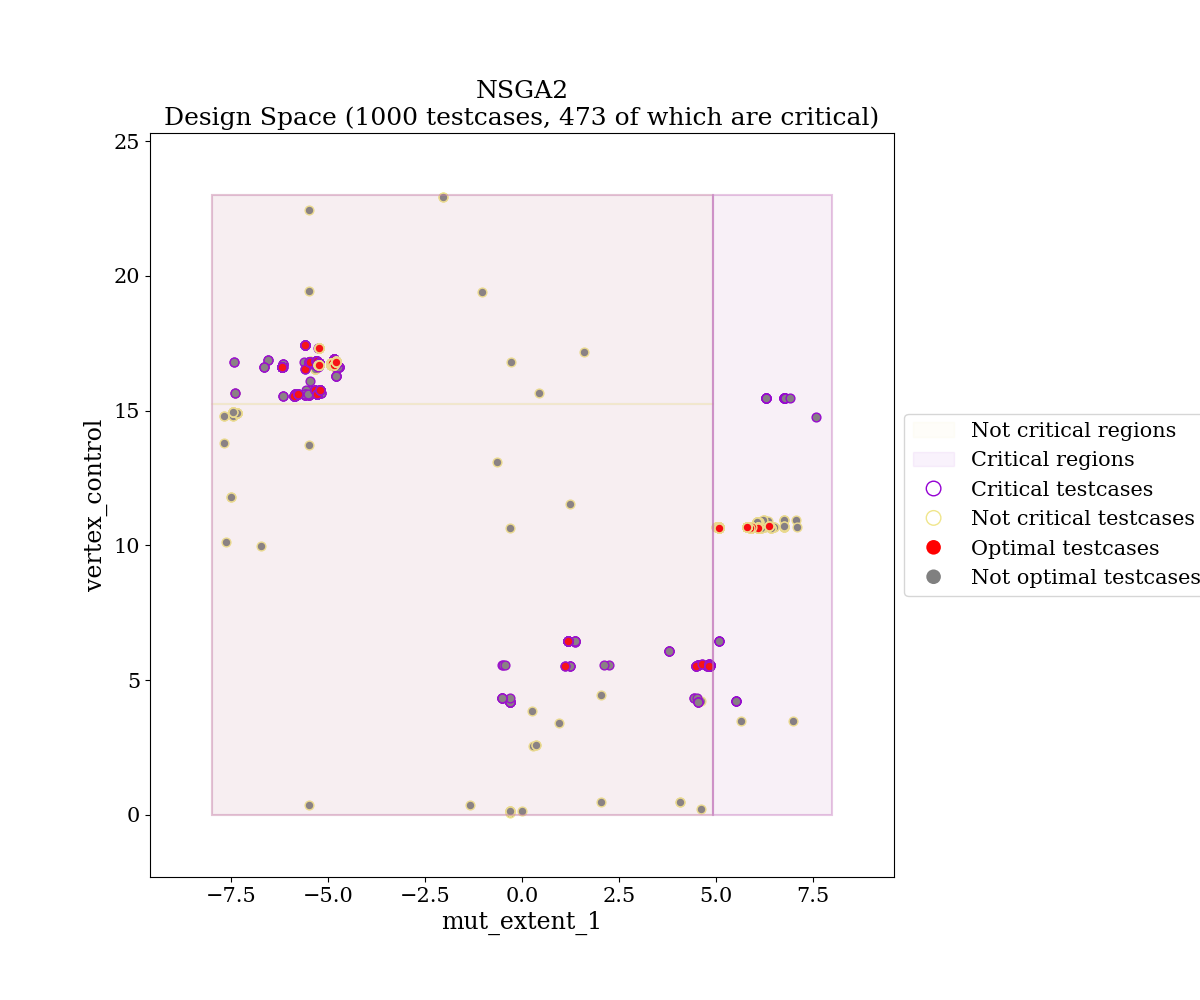 NSGA2
Design Space (1000 testcases, 473 of which are critical)
25
20
15
10
5
0
vertex_control
−7.5
−5.0
−2.5
0.0
2.5
5.0
7.5
mut_extent_1
Not critical regions
Critical regions
Critical testcases
Not critical testcases
Optimal testcases
Not optimal testcases